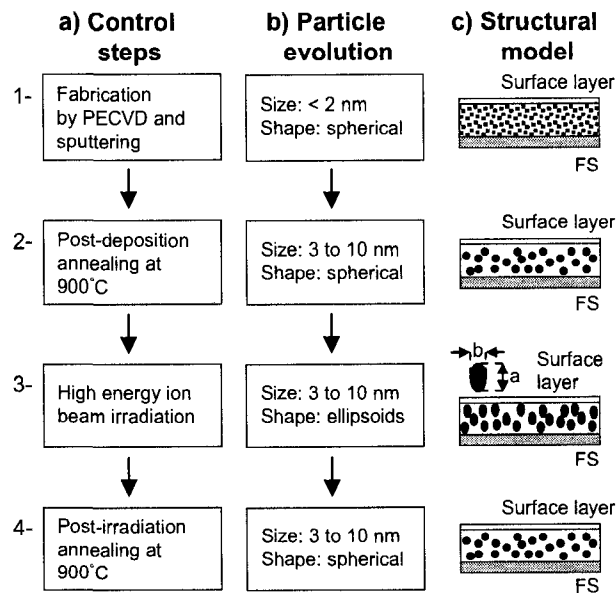 a) Control
steps
b) Particle
evolution
c) Structural
model
1-
Fabrication
by PECVD and
sputtering
Size: < 2 nm
Shape: spherical
Surface layer
FS
2-
Post-deposition
annealing at
900°C
Size: 3 to 10 nm
Shape: spherical
Surface layer
FS
3-
High energy ion
beam irradiation
Size: 3 to 10 nm
Shape: ellipsoids
b
a
Surface
layer
FS
4-
Post-irradiation
annealing at
900°C
Size: 3 to 10 nm
Shape: spherical
Surface layer
FS